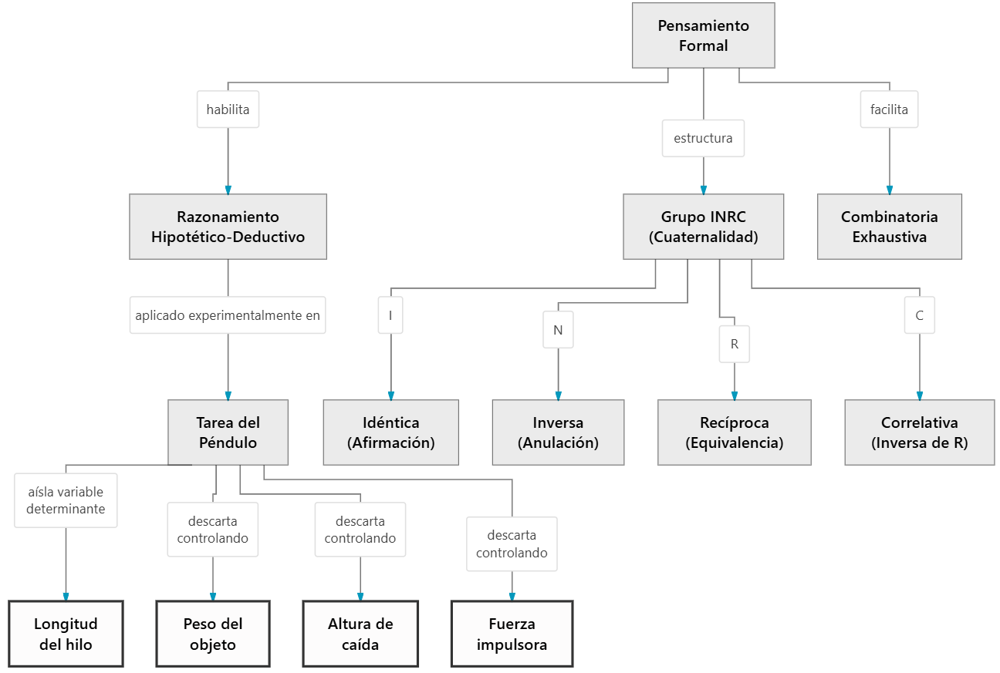 Pensamiento
Formal
habilita
estructura
facilita
Razonamiento
Hipotético-Deductivo
Grupo INRC
(Cuaternalidad)
Combinatoria
Exhaustiva
aplicado experimentalmente en
I
N
R
C
Tarea del
Péndulo
Idéntica
(Afirmación)
Inversa
(Anulación)
Recíproca
(Equivalencia)
Correlativa
(Inversa de R)
aísla variable
determinante
descarta
controlando
descarta
controlando
descarta
controlando
Longitud
del hilo
Peso del
objeto
Altura de
caída
Fuerza
impulsora